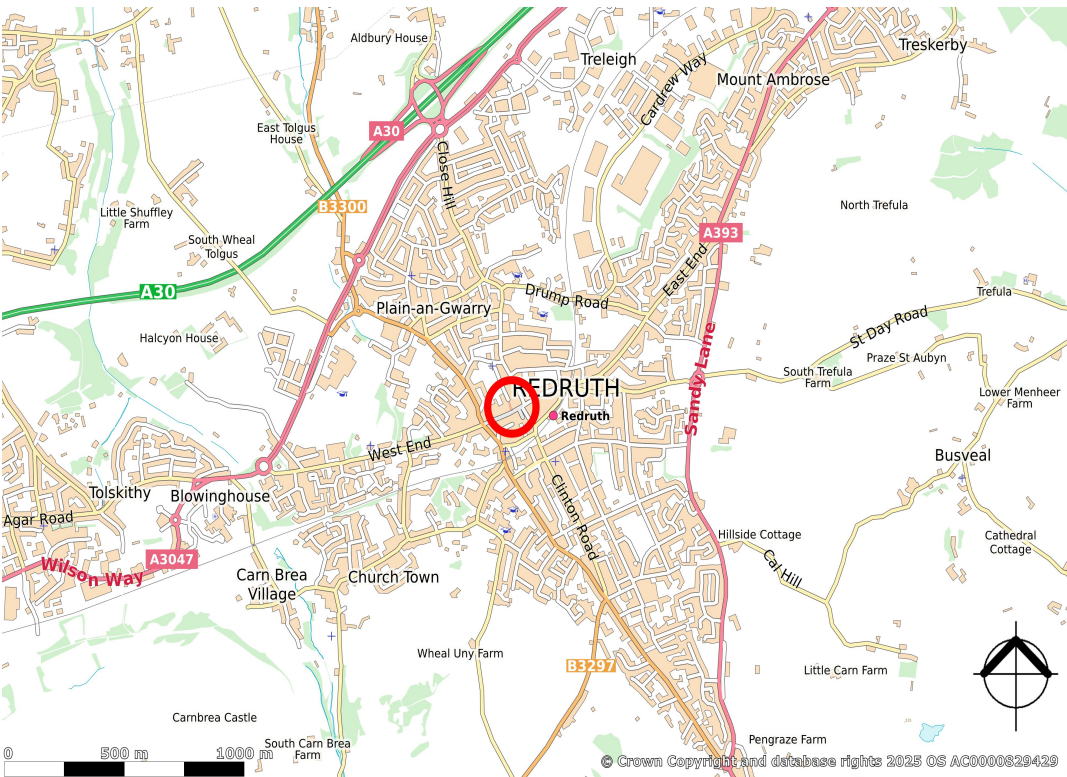 Aldbury House
Treleigh
Treskerby
Cardrew Way
Mount Ambrose
A30
East Tolgus
House
Close Hill
B3300
Little Shuffley
Farm
North Trefula
A393
South Wheal
Tolgus
East End
A30
Drump Road
Trefula
Plain-an-Gwarry
St Day Road
Halcyon House
Praze St Aubyn
Sandy Lane
South Trefula
Farm
REDRUTH
Lower Menheer
Farm
Redruth
West End
Busveal
Tolskithy
Blowinghouse
Agar Road
Clinton Road
Hillside Cottage
Cathedral
Cottage
A3047
Wilson Way
Carn Brea
Village
Church Town
Cal Hill
Wheal Uny Farm
B3297
Little Carn Farm
Carnbrea Castle
South Carn Brea
Farm
Pengraze Farm
0 500 m 1000 m
© Crown Copyright and database rights 2025 OS AC0000829429